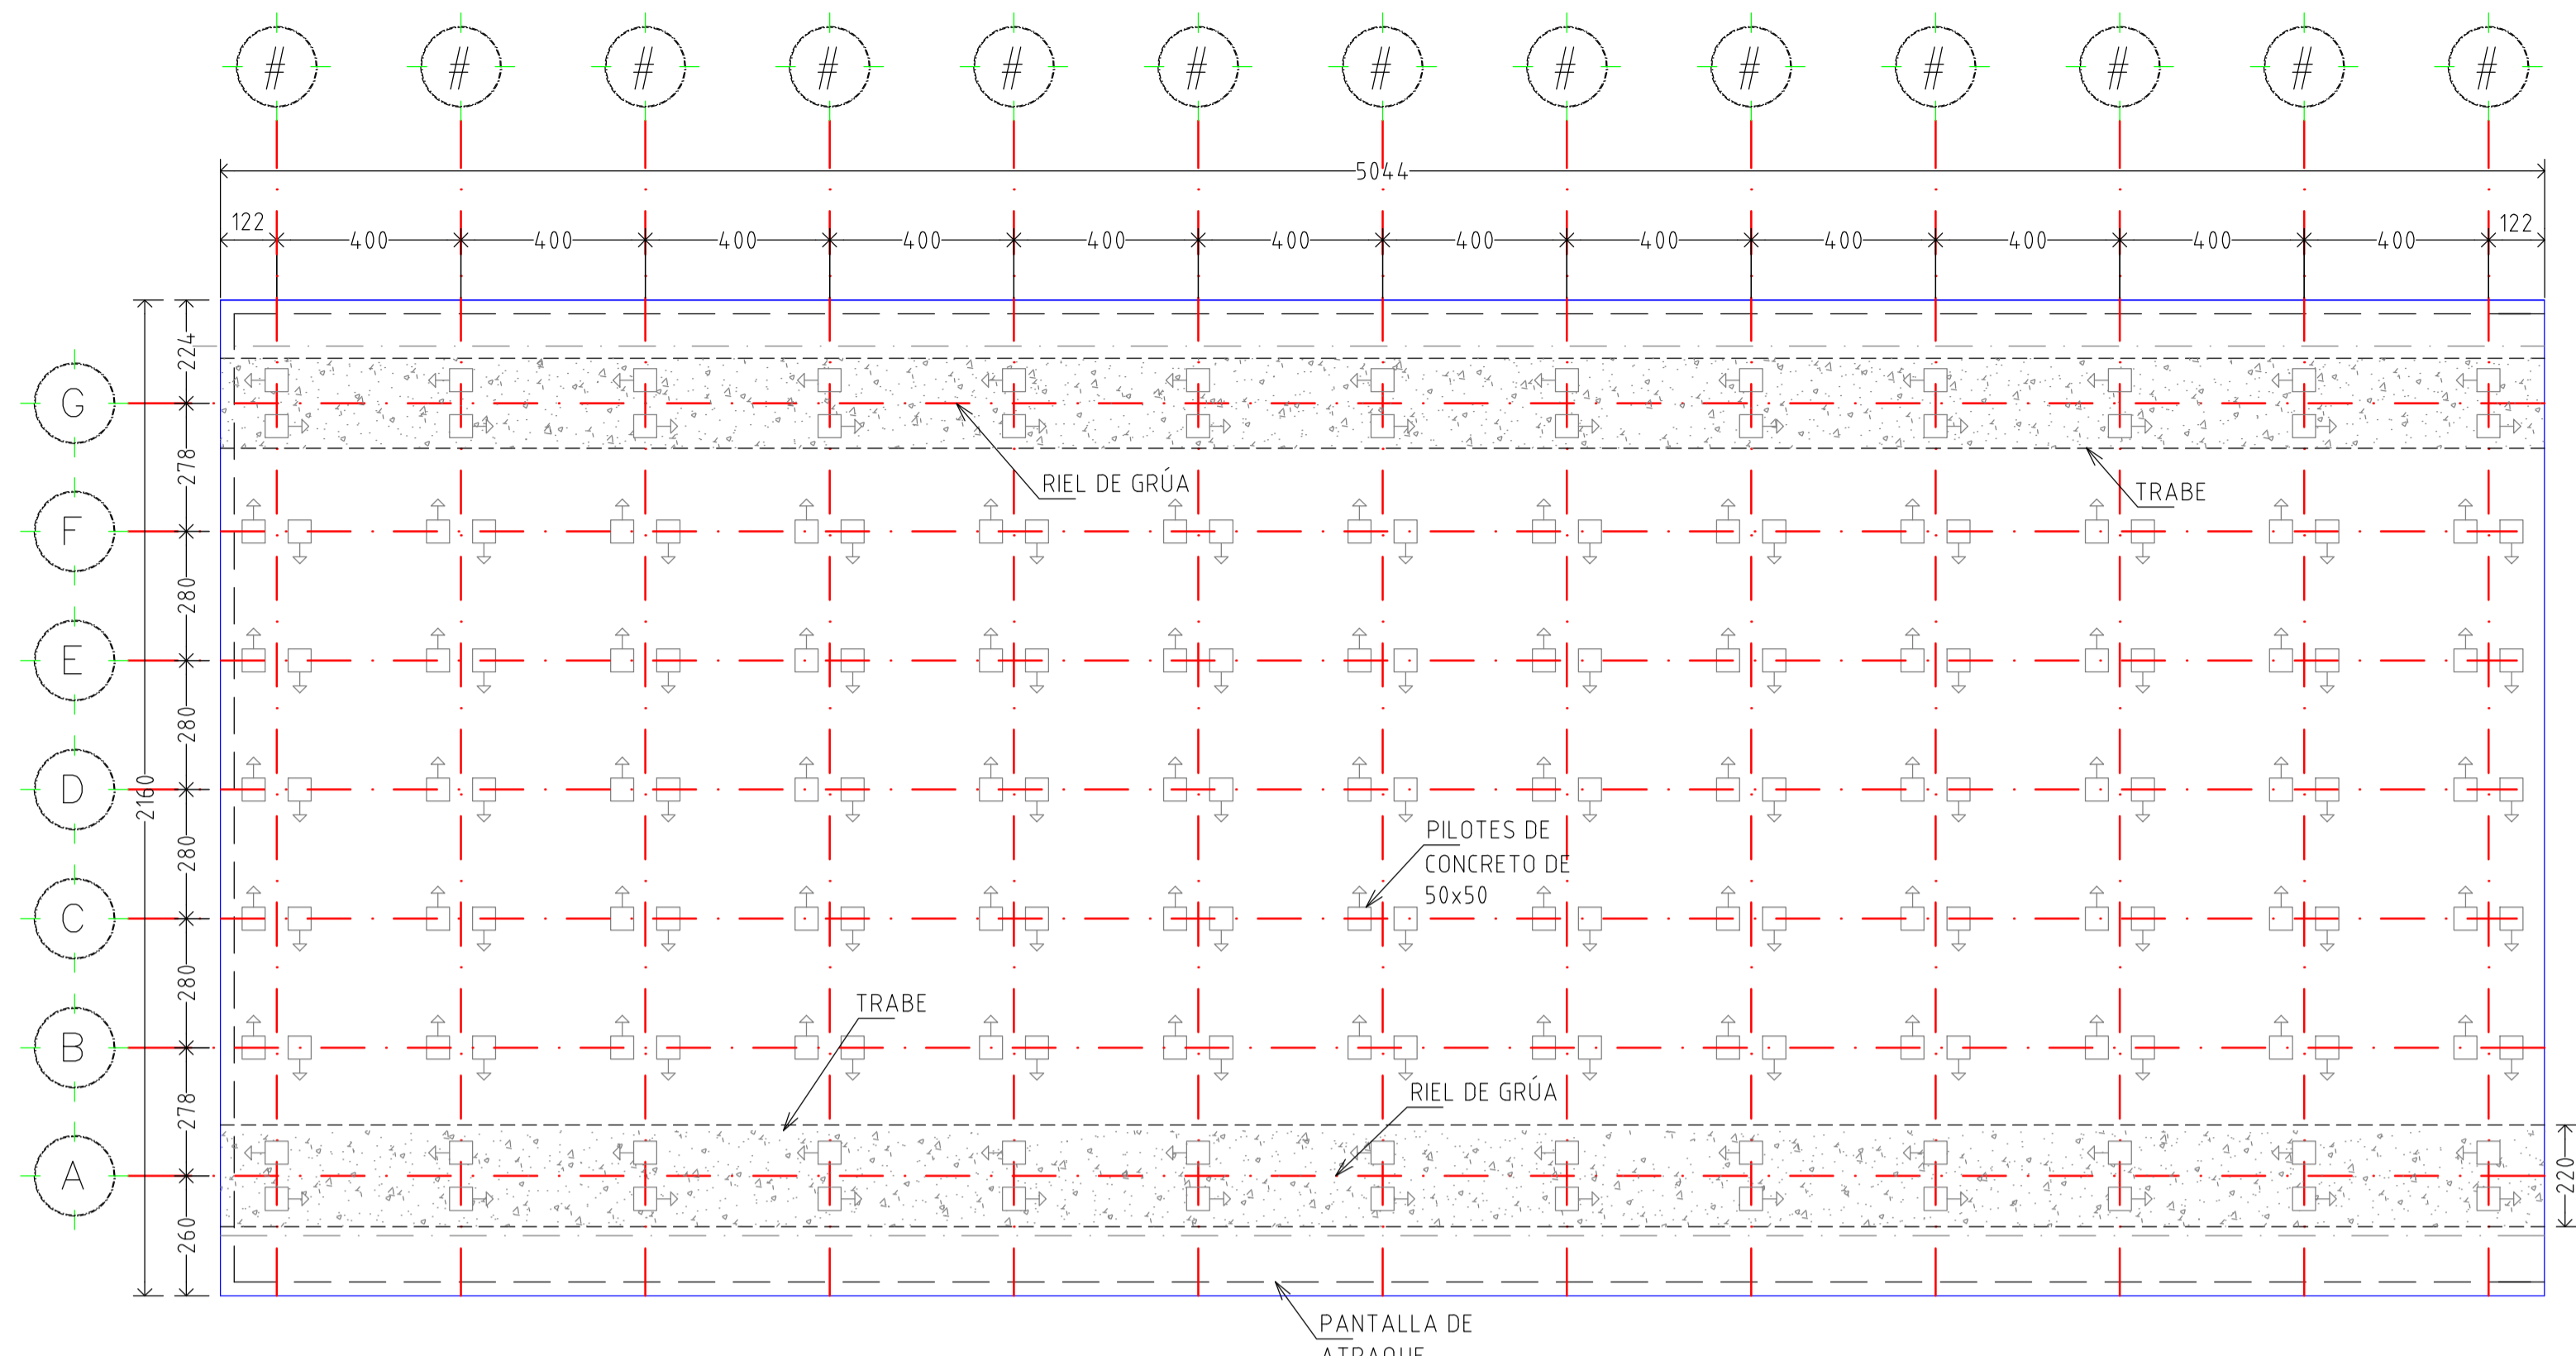 # # # # # # # # # # # # #
5044
122 400 400 400 400 400 400 400 400 400 400 400 400 122
224
G
278
RIEL DE GRÚA
TRABE
F
280
E
280
D
2160
280
PILOTES DE
CONCRETO DE
50x50
C
280
TRABE
B
278
RIEL DE GRÚA
A
220
260
PANTALLA DE
ATRAQUE